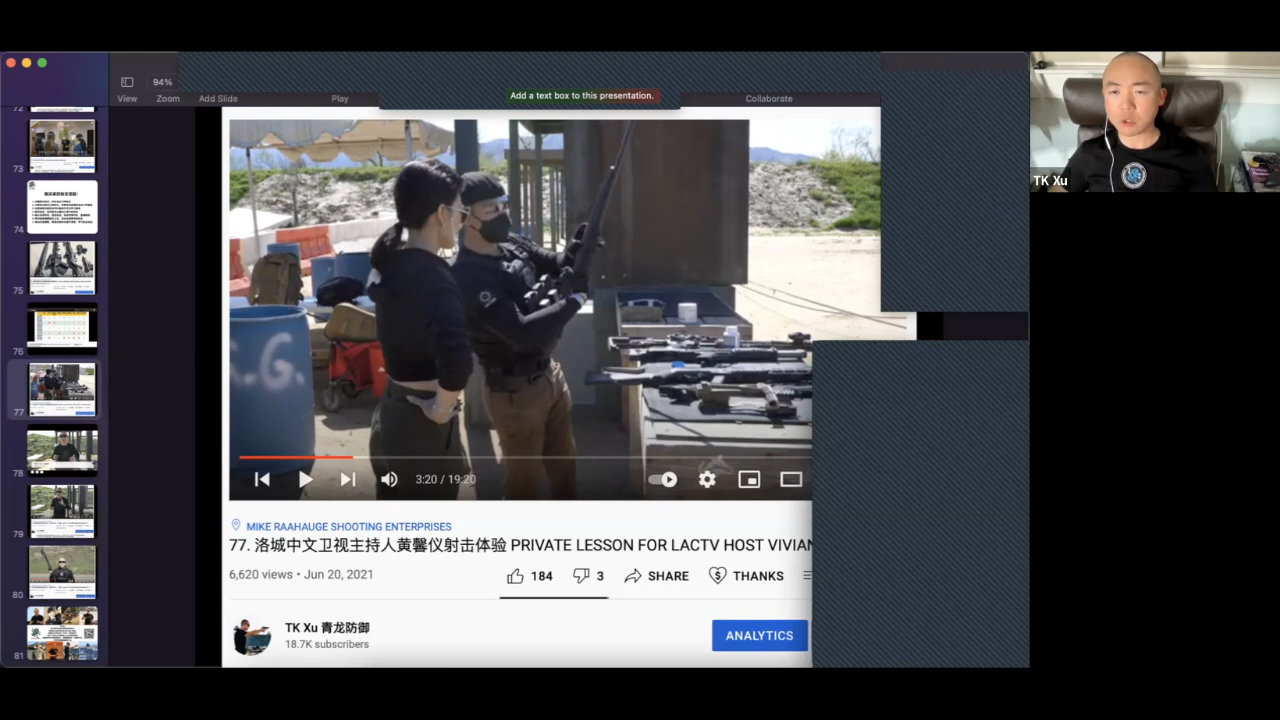 94%
View
Zoom
Add Slide
Play
Add a text box to this presentation.
Collaborate
TK Xu
72
73
74
75
76
77
78
79
80
81
.G.
3:20 / 19:20
MIKE RAAHAUGE SHOOTING ENTERPRISES
77. 洛城中文卫视主持人黄馨仪射击体验 PRIVATE LESSON FOR LACTV HOST VIVIAN
6,620 views • Jun 20, 2021
184
3
SHARE
THANKS
TK Xu 青龙防御
18.7K subscribers
ANALYTICS